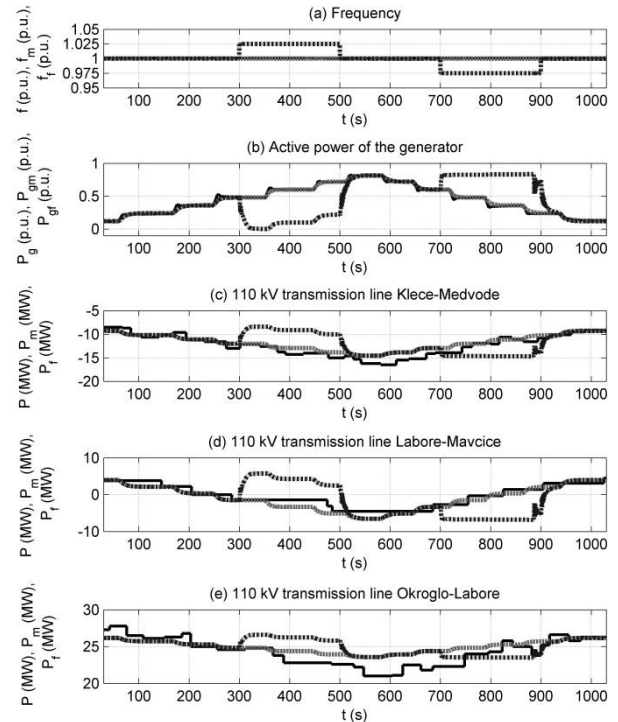 (a) Frequency
f (p.u.), f_m (p.u.),
f_f (p.u.)
1.05
1.025
1
0.975
0.95
100 200 300 400 500 600 700 800 900 1000
t (s)
(b) Active power of the generator
P_g (p.u.), P_gm (p.u.),
P_gf (p.u.)
1
0.5
0
100 200 300 400 500 600 700 800 900 1000
t (s)
(c) 110 kV transmission line Klece-Medvode
P (MW), P_m (MW),
P_f (MW)
-5
-10
-15
-20
100 200 300 400 500 600 700 800 900 1000
t (s)
(d) 110 kV transmission line Labore-Mavcice
P (MW), P_m (MW),
P_f (MW)
10
5
0
-5
-10
100 200 300 400 500 600 700 800 900 1000
t (s)
(e) 110 kV transmission line Okroglo-Labore
P (MW), P_m (MW),
P_f (MW)
30
25
20
100 200 300 400 500 600 700 800 900 1000
t (s)